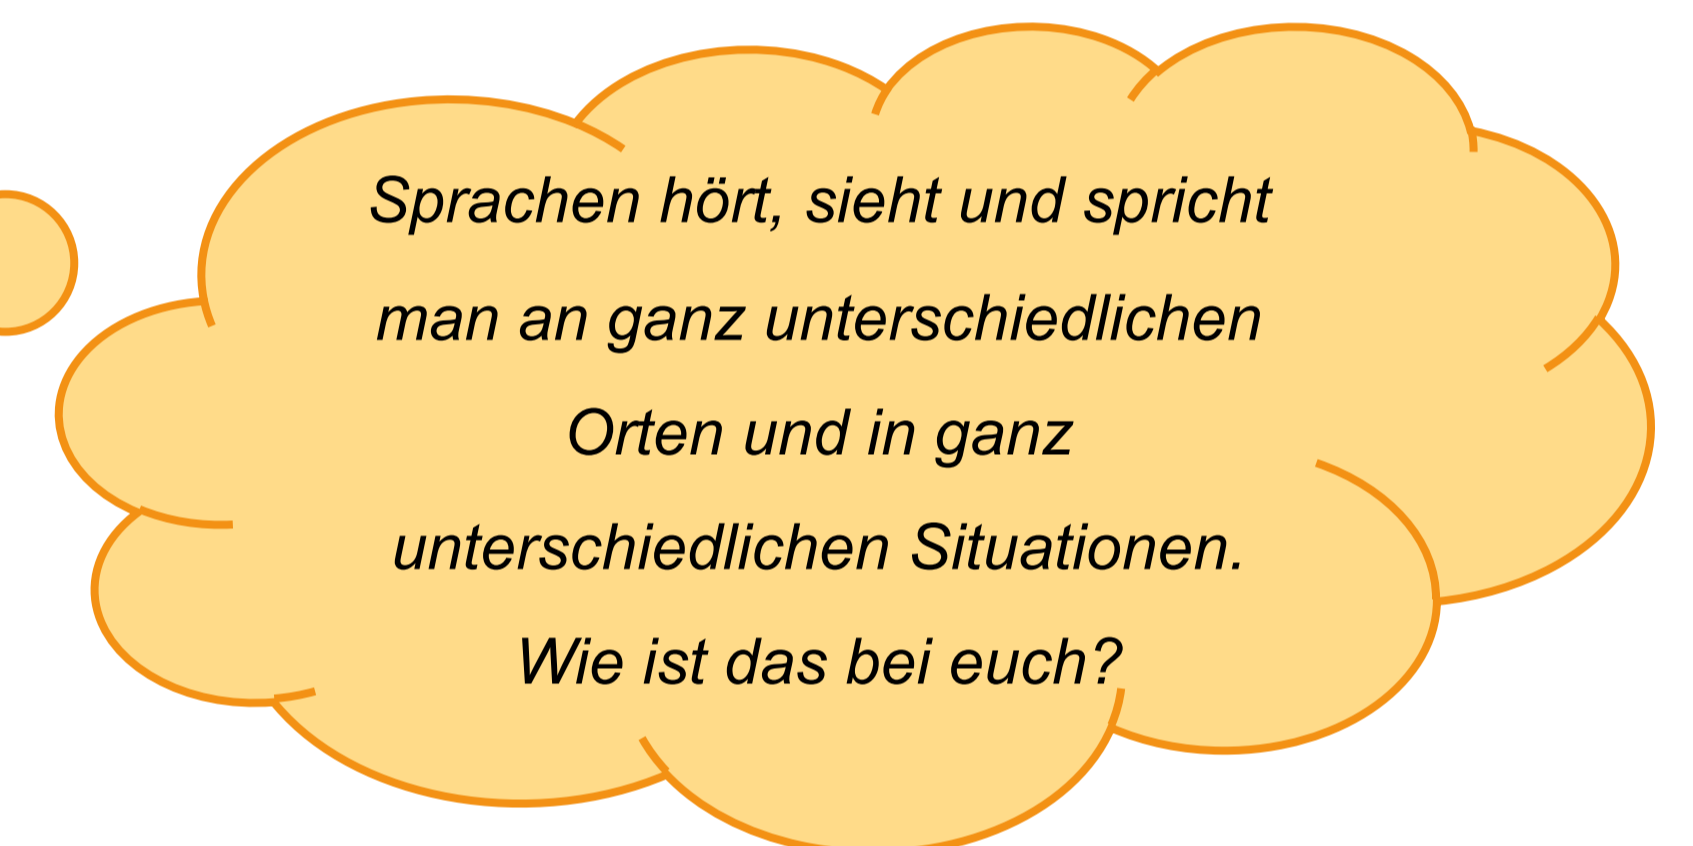 Sprachen hört, sieht und spricht
man an ganz unterschiedlichen
Orten und in ganz
unterschiedlichen Situationen.
Wie ist das bei euch?